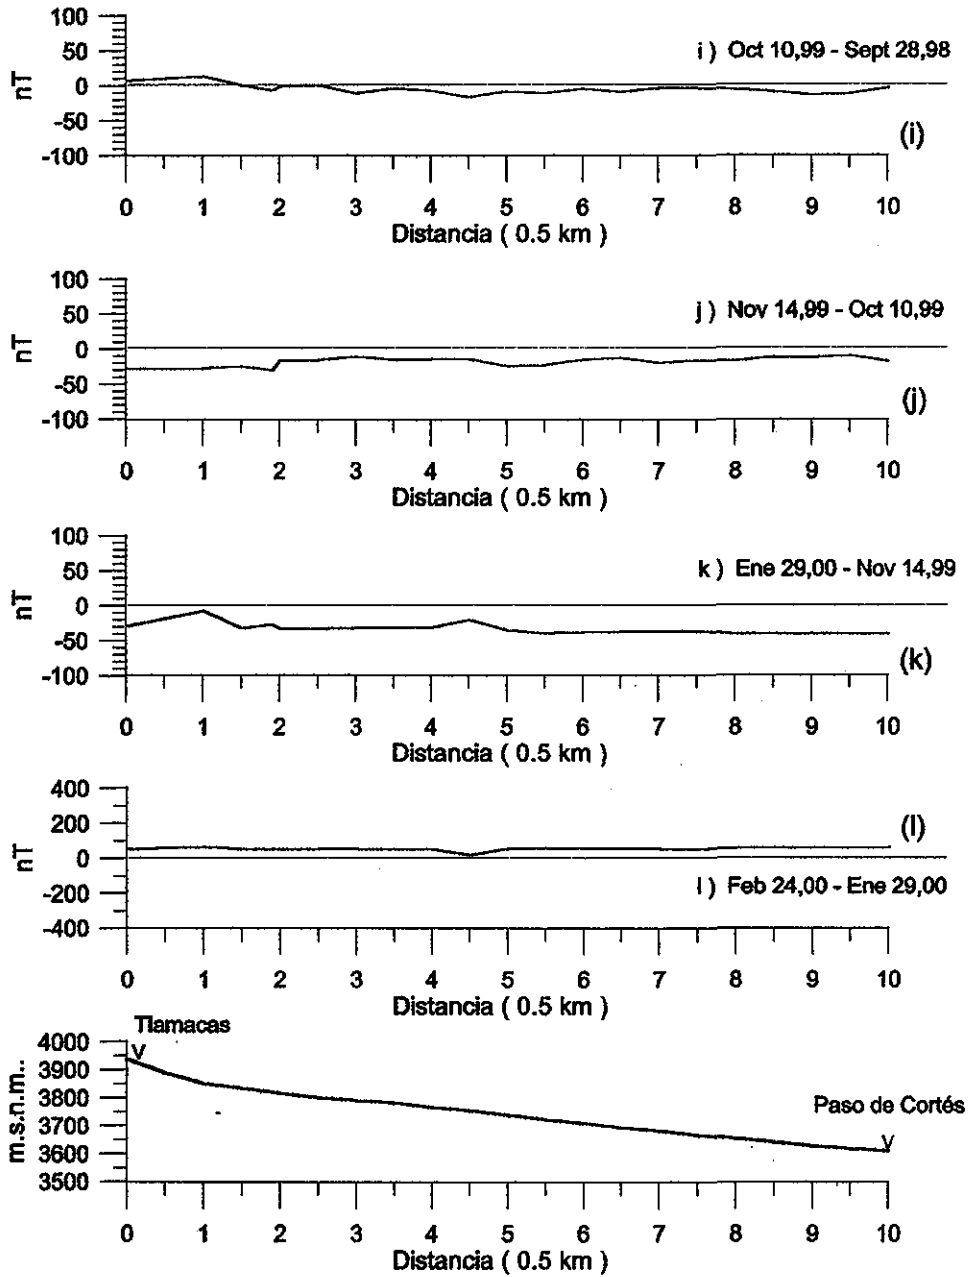 100
50
0
-50
-100
nT
i ) Oct 10,99 - Sept 28,98
(i)
0 1 2 3 4 5 6 7 8 9 10
Distancia ( 0.5 km )
100
50
0
-50
-100
nT
j ) Nov 14,99 - Oct 10,99
(j)
0 1 2 3 4 5 6 7 8 9 10
Distancia ( 0.5 km )
100
50
0
-50
-100
nT
k ) Ene 29,00 - Nov 14,99
(k)
0 1 2 3 4 5 6 7 8 9 10
Distancia ( 0.5 km )
400
200
0
-200
-400
nT
(l)
l ) Feb 24,00 - Ene 29,00
0 1 2 3 4 5 6 7 8 9 10
Distancia ( 0.5 km )
Tlamacas
V
4000
3900
3800
3700
3600
3500
m.s.n.m..
Paso de Cortés
V
0 1 2 3 4 5 6 7 8 9 10
Distancia ( 0.5 km )